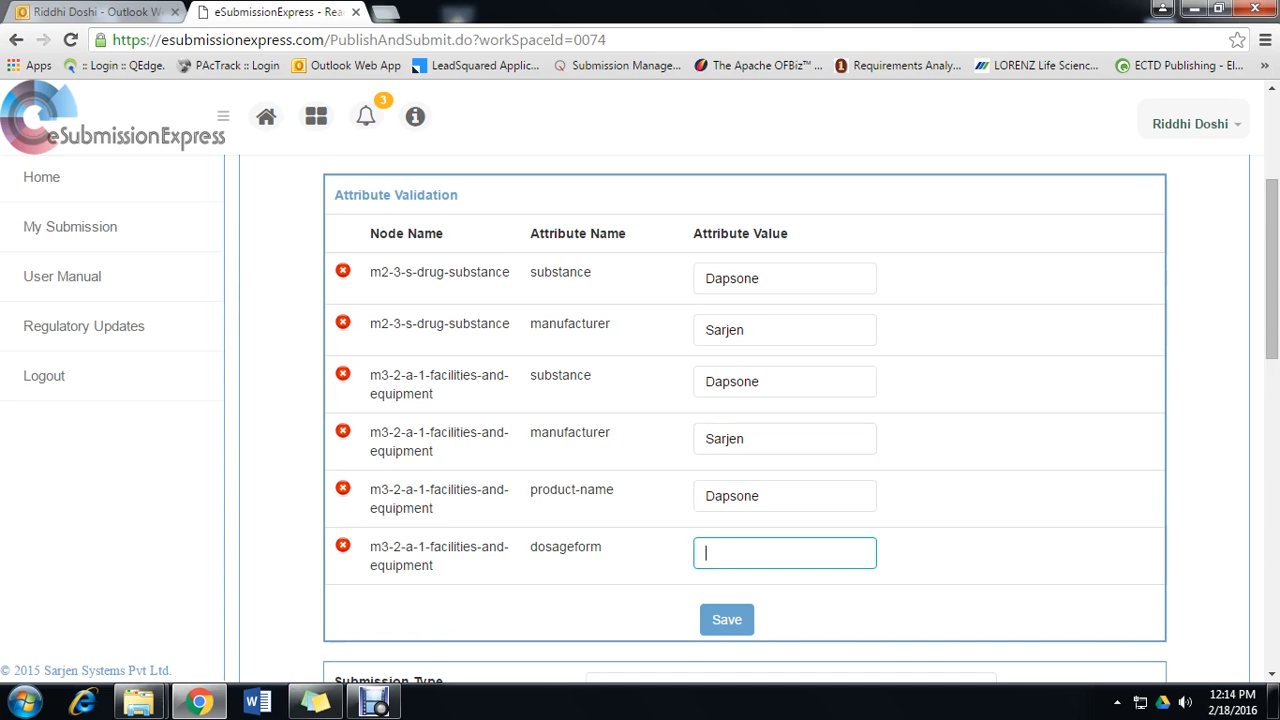 Riddhi Doshi - Outlook W
eSubmissionExpress - Rea
https://esubmissionexpress.com/PublishAndSubmit.do?workSpaceId=0074
Apps :: Login :: QEdge. PAcTrack :: Login Outlook Web App LeadSquared Applic... Submission Manage... The Apache OFBiz™ ... Requirements Analy... LORENZ Life Scienc... ECTD Publishing - El... »
eSubmissionExpress
3
Riddhi Doshi
Home
My Submission
User Manual
Regulatory Updates
Logout
Attribute Validation
Node Name Attribute Name Attribute Value
m2-3-s-drug-substance substance Dapsone
m2-3-s-drug-substance manufacturer Sarjen
m3-2-a-1-facilities-and- substance Dapsone
equipment
m3-2-a-1-facilities-and- manufacturer Sarjen
equipment
m3-2-a-1-facilities-and- product-name Dapsone
equipment
m3-2-a-1-facilities-and- dosageform
equipment
Save
Submission Type
© 2015 Sarjen Systems Pvt Ltd.
12:14 PM
2/18/2016